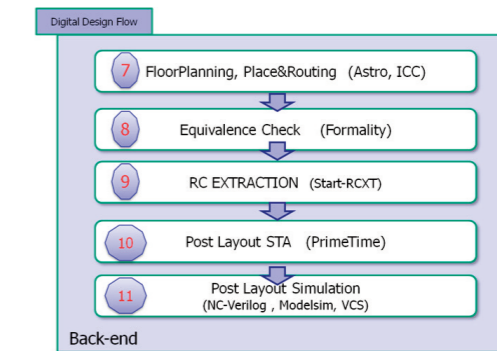 Digital Design Flow
7 FloorPlanning, Place&Routing (Astro, ICC)
8 Equivalence Check (Formality)
9 RC EXTRACTION (Start-RCXT)
10 Post Layout STA (PrimeTime)
11 Post Layout Simulation
(NC-Verilog , Modelsim, VCS)
Back-end